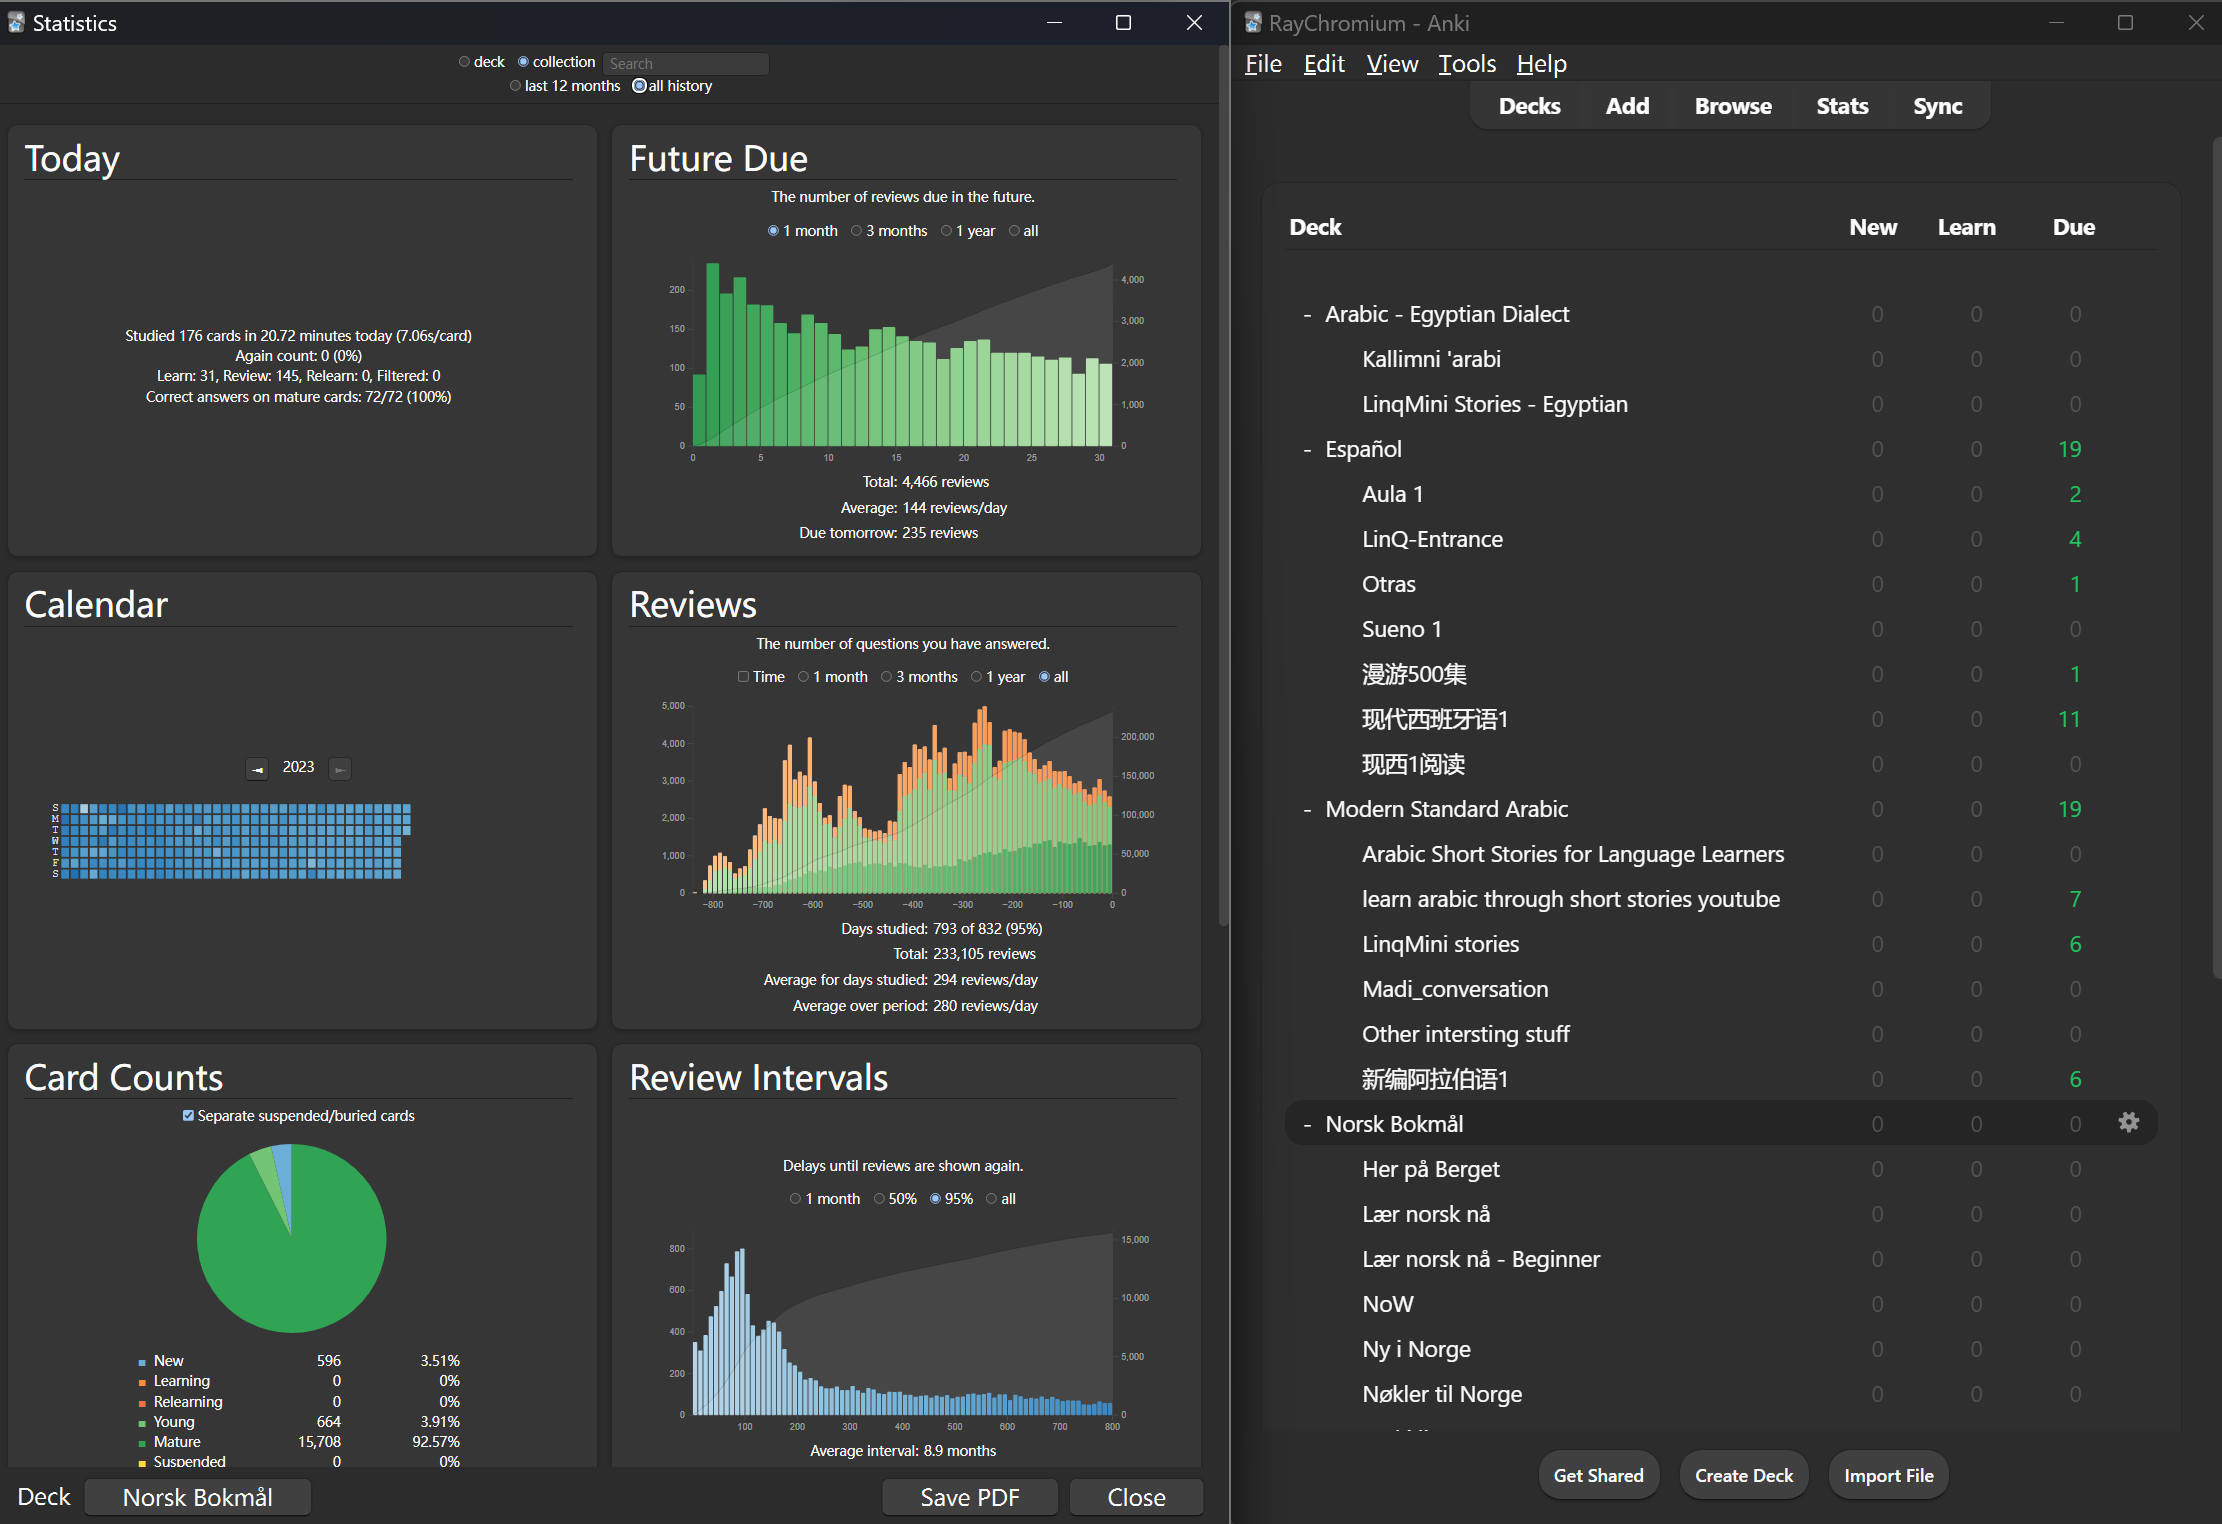 Statistics
deck collection Search
last 12 months all history
Today
Studied 176 cards in 20.72 minutes today (7.06s/card)
Again count: 0 (0%)
Learn: 31, Review: 145, Relearn: 0, Filtered: 0
Correct answers on mature cards: 72/72 (100%)
Future Due
The number of reviews due in the future.
1 month 3 months 1 year all
200
150
100
50
0
4,000
3,000
2,000
1,000
0
0 5 10 15 20 25 30
Total: 4,466 reviews
Average: 144 reviews/day
Due tomorrow: 235 reviews
Calendar
2023
S
M
T
W
T
F
S
Reviews
The number of questions you have answered.
Time 1 month 3 months 1 year all
5,000
4,000
3,000
2,000
1,000
0
200,000
150,000
100,000
50,000
0
−800 −700 −600 −500 −400 −300 −200 −100 0
Days studied: 793 of 832 (95%)
Total: 233,105 reviews
Average for days studied: 294 reviews/day
Average over period: 280 reviews/day
Card Counts
Separate suspended/buried cards
New 596 3.51%
Learning 0 0%
Relearning 0 0%
Young 664 3.91%
Mature 15,708 92.57%
Suspended 0 0%
Review Intervals
Delays until reviews are shown again.
1 month 50% 95% all
800
600
400
200
0
15,000
10,000
5,000
0
100 200 300 400 500 600 700 800
Average interval: 8.9 months
Deck Norsk Bokmål Save PDF Close
RayChromium - Anki
File Edit View Tools Help
Decks Add Browse Stats Sync
Deck New Learn Due
- Arabic - Egyptian Dialect 0 0 0
Kallimni 'arabi 0 0 0
LinqMini Stories - Egyptian 0 0 0
- Español 0 0 19
Aula 1 0 0 2
LinQ-Entrance 0 0 4
Otras 0 0 1
Sueno 1 0 0 0
漫游500集 0 0 1
现代西班牙语1 0 0 11
现西1阅读 0 0 0
- Modern Standard Arabic 0 0 19
Arabic Short Stories for Language Learners 0 0 0
learn arabic through short stories youtube 0 0 7
LinqMini stories 0 0 6
Madi_conversation 0 0 0
Other intersting stuff 0 0 0
新编阿拉伯语1 0 0 6
- Norsk Bokmål 0 0 0
Her på Berget 0 0 0
Lær norsk nå 0 0 0
Lær norsk nå - Beginner 0 0 0
NoW 0 0 0
Ny i Norge 0 0 0
Nøkler til Norge 0 0 0
Get Shared Create Deck Import File